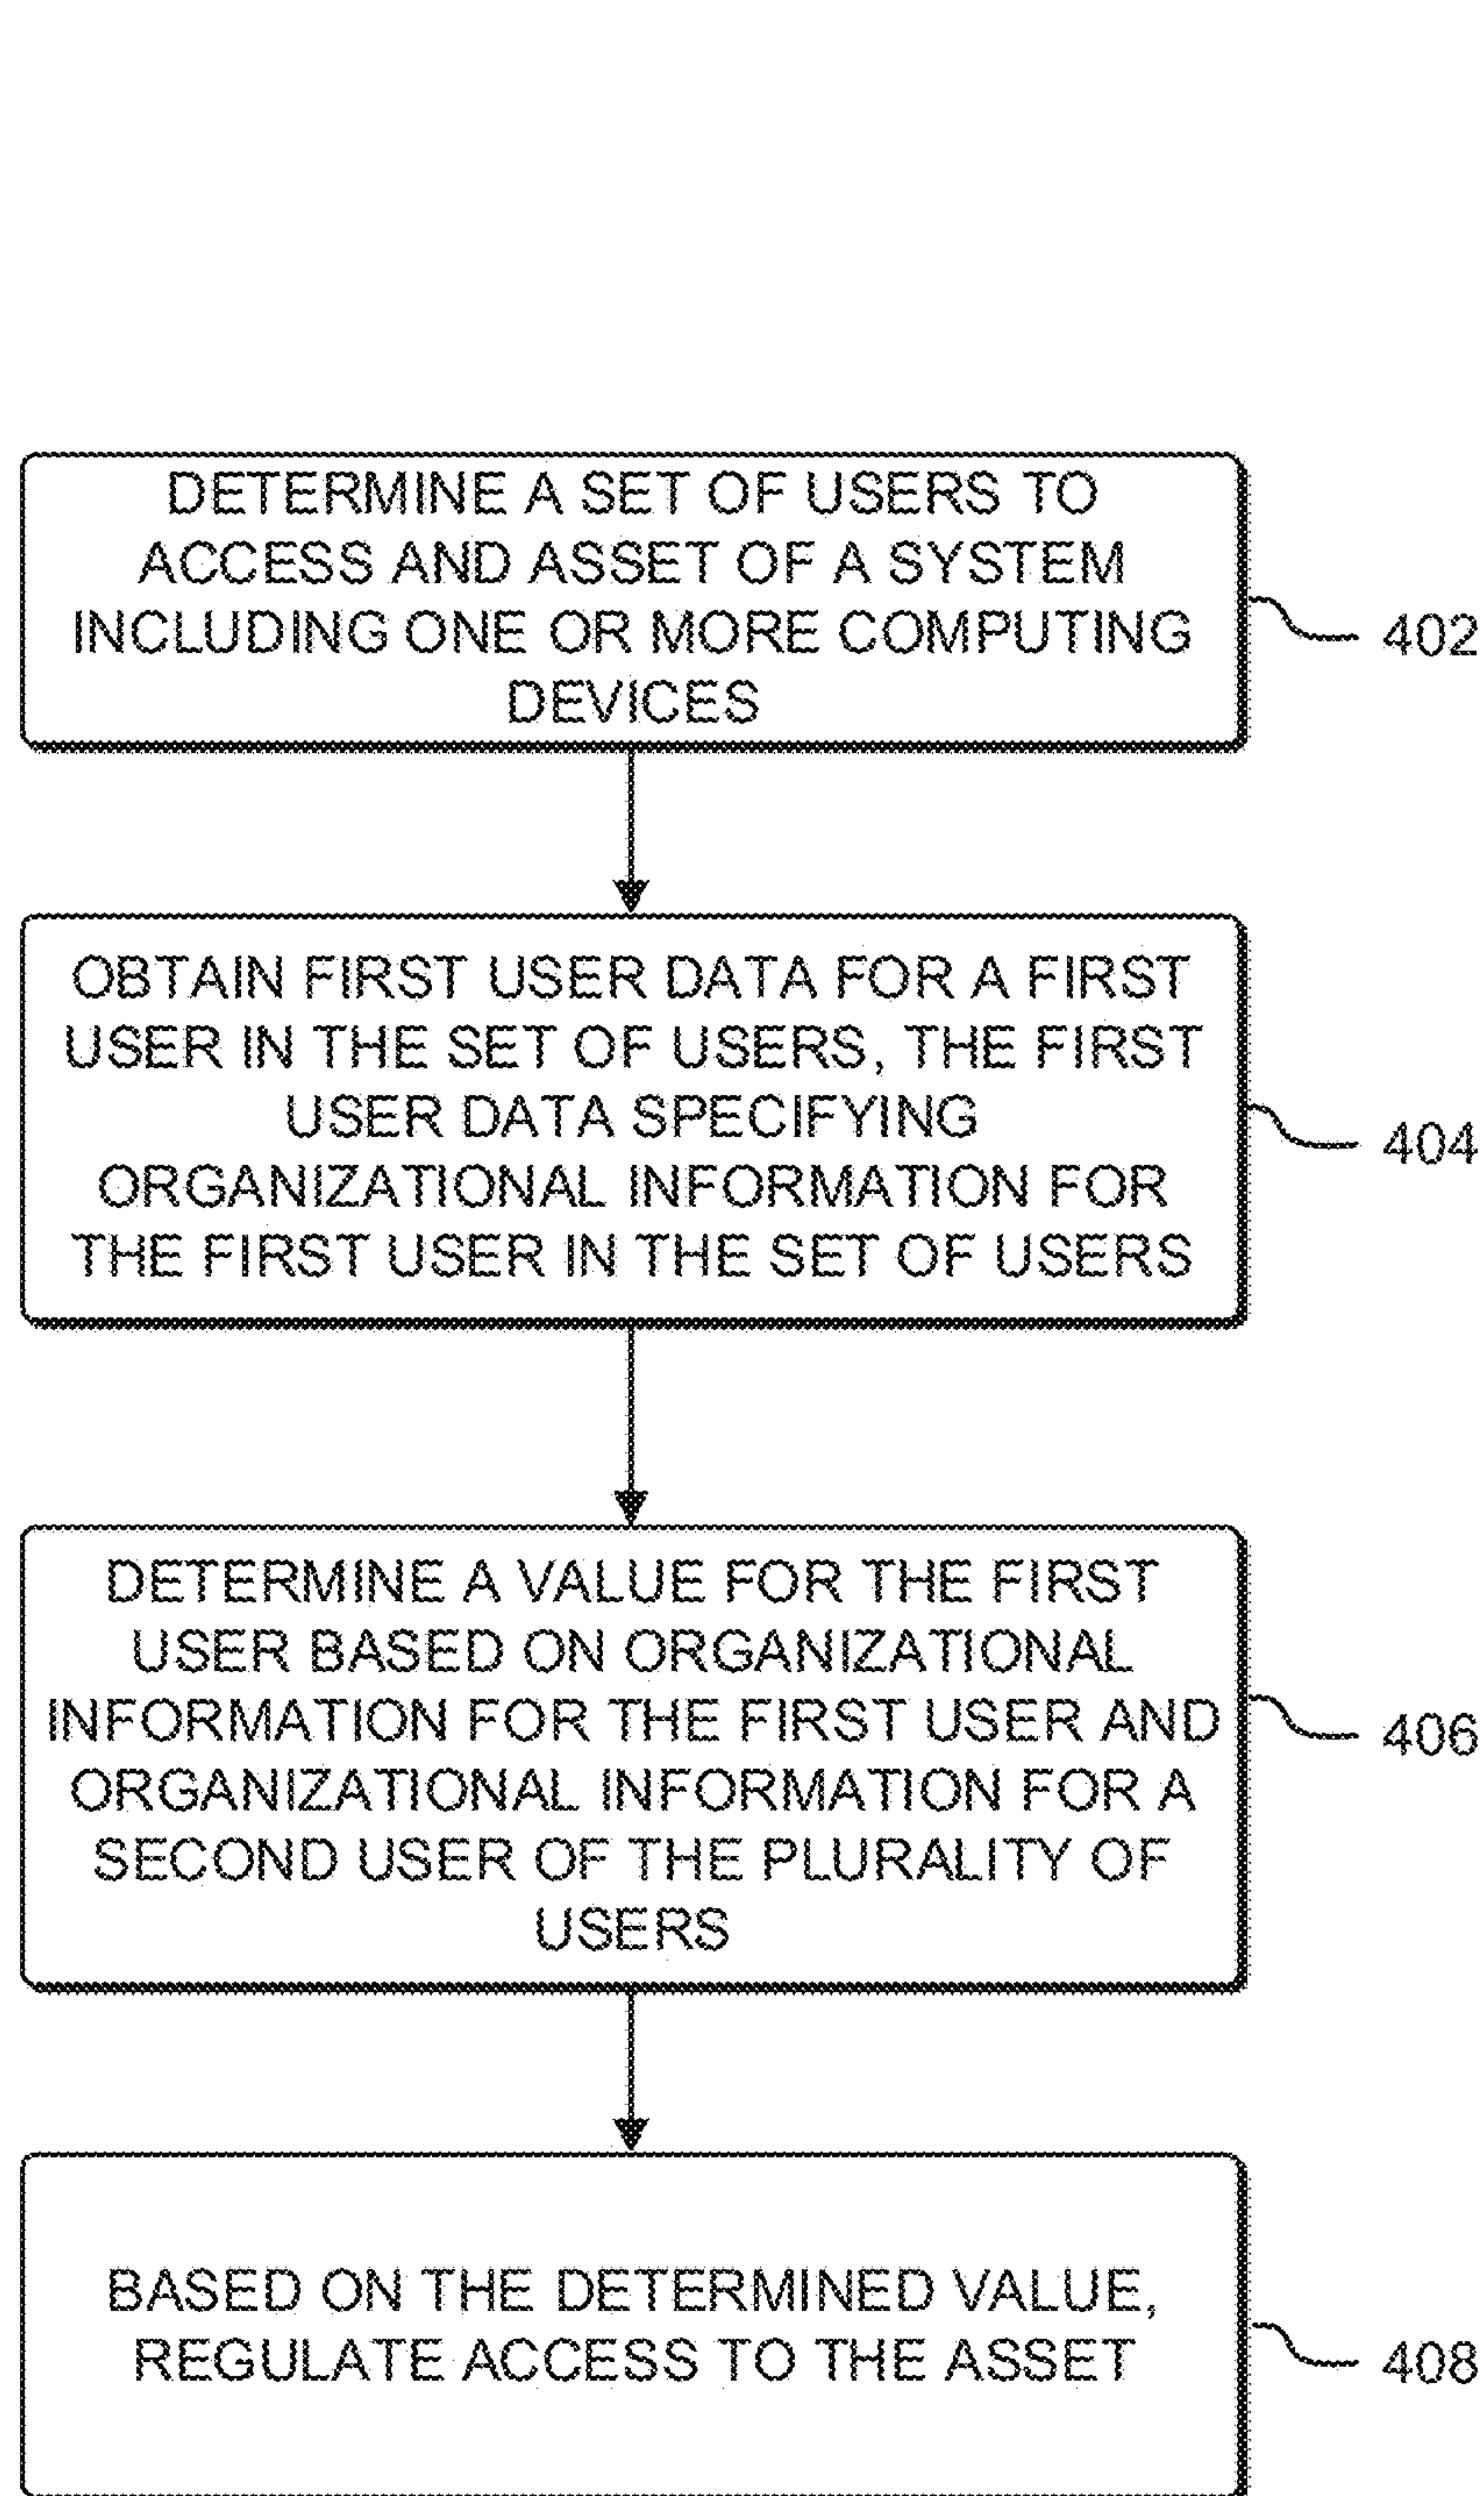 DETERMINE A SET OF USERS TO
ACCESS AND ASSET OF A SYSTEM
INCLUDING ONE OR MORE COMPUTING
DEVICES
402
OBTAIN FIRST USER DATA FOR A FIRST
USER IN THE SET OF USERS, THE FIRST
USER DATA SPECIFYING
ORGANIZATIONAL INFORMATION FOR
THE FIRST USER IN THE SET OF USERS
404
DETERMINE A VALUE FOR THE FIRST
USER BASED ON ORGANIZATIONAL
INFORMATION FOR THE FIRST USER AND
ORGANIZATIONAL INFORMATION FOR A
SECOND USER OF THE PLURALITY OF
USERS
406
BASED ON THE DETERMINED VALUE,
REGULATE ACCESS TO THE ASSET
408